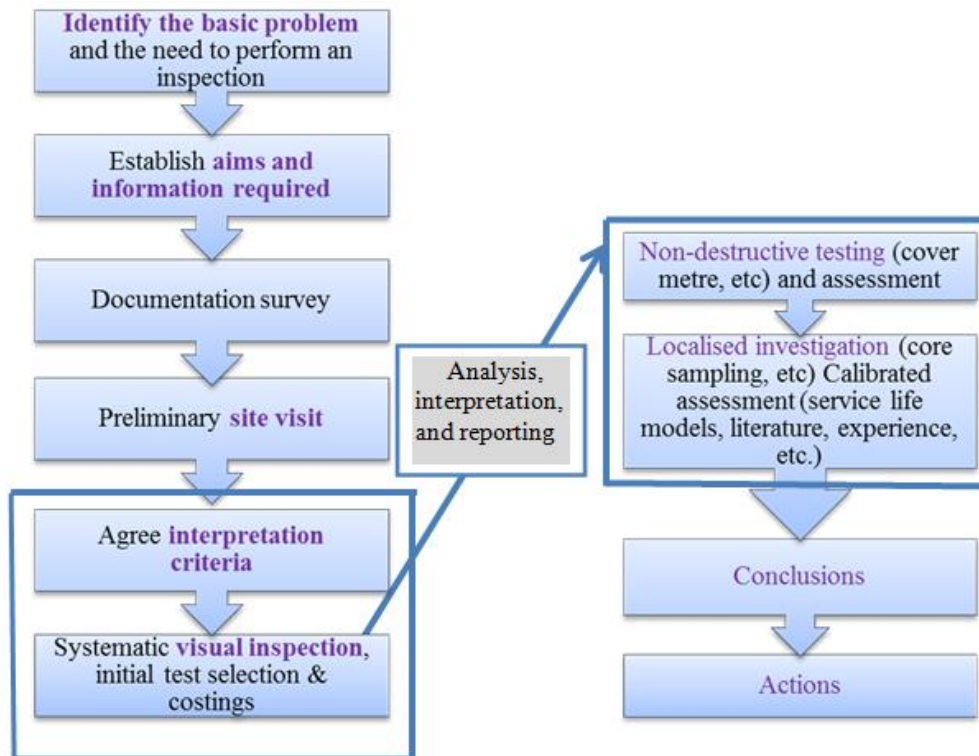 Identify the basic problem
and the need to perform an
inspection
Establish aims and
information required
Documentation survey
Preliminary site visit
Agree interpretation
criteria
Systematic visual inspection,
initial test selection &
costings
Analysis,
interpretation,
and reporting
Non-destructive testing (cover
metre, etc) and assessment
Localised investigation (core
sampling, etc) Calibrated
assessment (service life
models, literature, experience,
etc.)
Conclusions
Actions